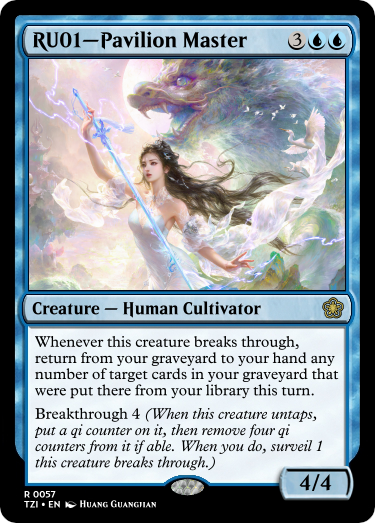 RU01—Pavilion Master 3
Creature — Human Cultivator
Whenever this creature breaks through,
return from your graveyard to your hand any
number of target cards in your graveyard that
were put there from your library this turn.
Breakthrough 4 (When this creature untaps,
put a qi counter on it, then remove four qi
counters from it if able. When you do, surveil 1
this creature breaks through.)
4/4
R 0057
TZI • EN Huang Guangjian